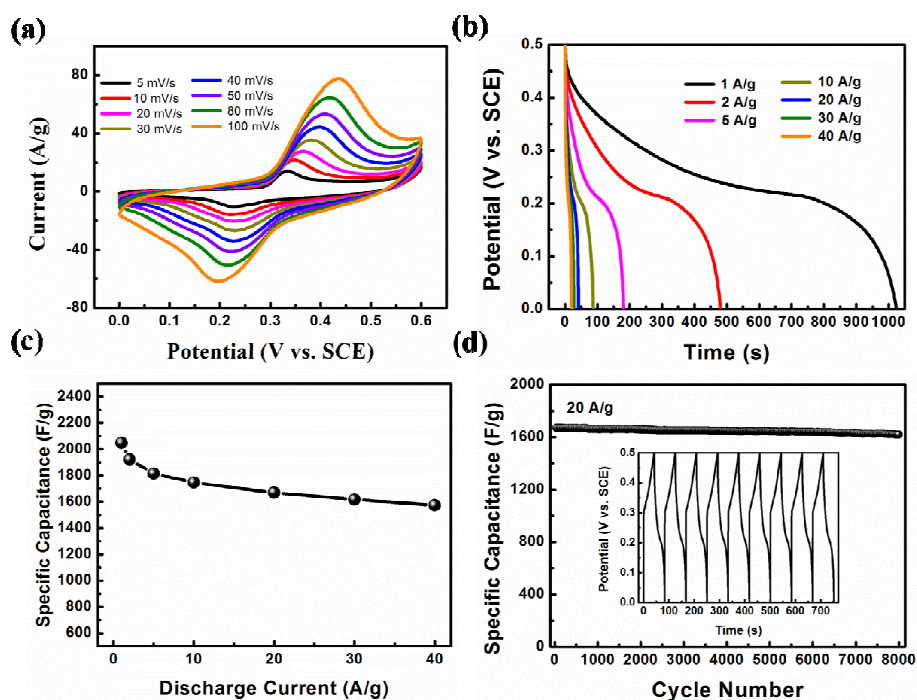 (a)
80
40
0
-40
-80
Current (A/g)
5 mV/s
10 mV/s
20 mV/s
30 mV/s
40 mV/s
50 mV/s
80 mV/s
100 mV/s
0.0 0.1 0.2 0.3 0.4 0.5 0.6
Potential (V vs. SCE)
(b)
0.5
0.4
0.3
0.2
0.1
0.0
Potential (V vs. SCE)
1 A/g
2 A/g
5 A/g
10 A/g
20 A/g
30 A/g
40 A/g
0 100 200 300 400 500 600 700 800 900 1000
Time (s)
(c)
2400
2200
2000
1800
1600
1400
1200
1000
800
600
Specific Capacitance (F/g)
0 10 20 30 40
Discharge Current (A/g)
(d)
2000
1600
1200
800
400
0
Specific Capacitance (F/g)
20 A/g
0.5
0.4
0.3
0.2
0.1
0.0
Potential (V vs. SCE)
0 100 200 300 400 500 600 700
Time (s)
0 1000 2000 3000 4000 5000 6000 7000 8000
Cycle Number